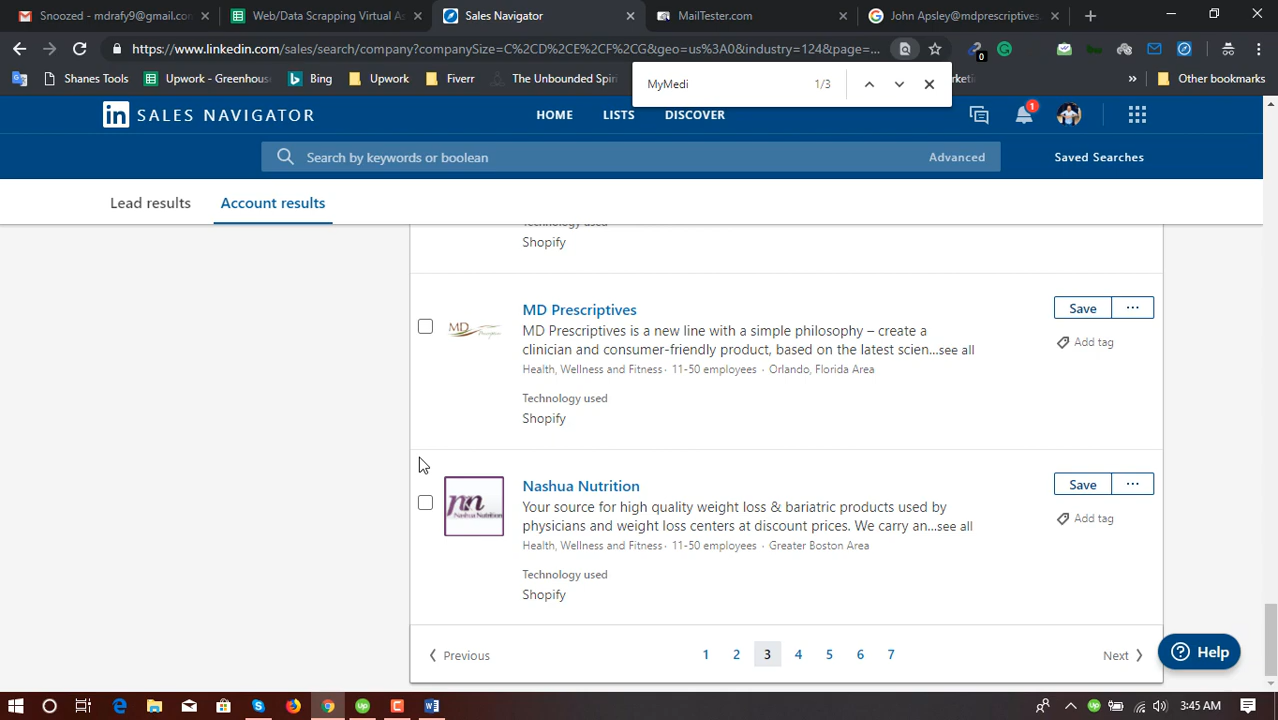 Snoozed - mdrafy9@gmail.co
Web/Data Scrapping Virtual A
Sales Navigator
MailTester.com
John Apsley@mdprescriptives.
https://www.linkedin.com/sales/search/company?companySize=C%2CD%2CE%2CF%2CG&geo=us%3A0&industry=124&page=...
0
Shanes Tools
Upwork - Greenhous
Bing
Upwork
Fiverr
The Unbounded Spiri
Other bookmarks
MyMedi
1/3
in SALES NAVIGATOR
HOME
LISTS
DISCOVER
1
Search by keywords or boolean
Advanced
Saved Searches
Lead results
Account results
Technology used
Shopify
MD Prescriptives
Save
MD Prescriptives is a new line with a simple philosophy – create a
clinician and consumer-friendly product, based on the latest scien...see all
Add tag
Health, Wellness and Fitness · 11-50 employees · Orlando, Florida Area
Technology used
Shopify
Nashua Nutrition
Save
Your source for high quality weight loss & bariatric products used by
physicians and weight loss centers at discount prices. We carry an...see all
Add tag
Health, Wellness and Fitness · 11-50 employees · Greater Boston Area
Technology used
Shopify
Previous
1 2 3 4 5 6 7
Next
Help
3:45 AM